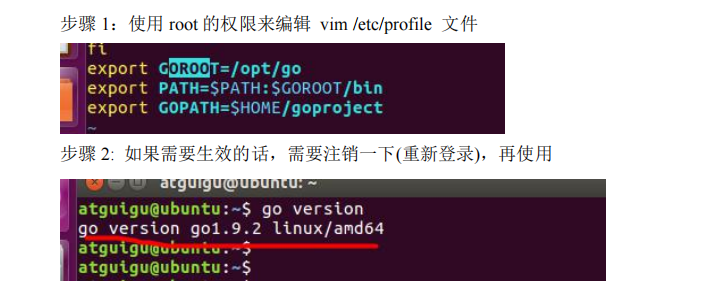 步骤 1：使用 root 的权限来编辑 vim /etc/profile 文件
fi
export GOROOT=/opt/go
export PATH=$PATH:$GOROOT/bin
export GOPATH=$HOME/goproject
~
步骤 2: 如果需要生效的话，需要注销一下(重新登录)，再使用
atguigu@ubuntu: ~
atguigu@ubuntu:~$ go version
go version go1.9.2 linux/amd64
atguigu@ubuntu:~$
atguigu@ubuntu:~$